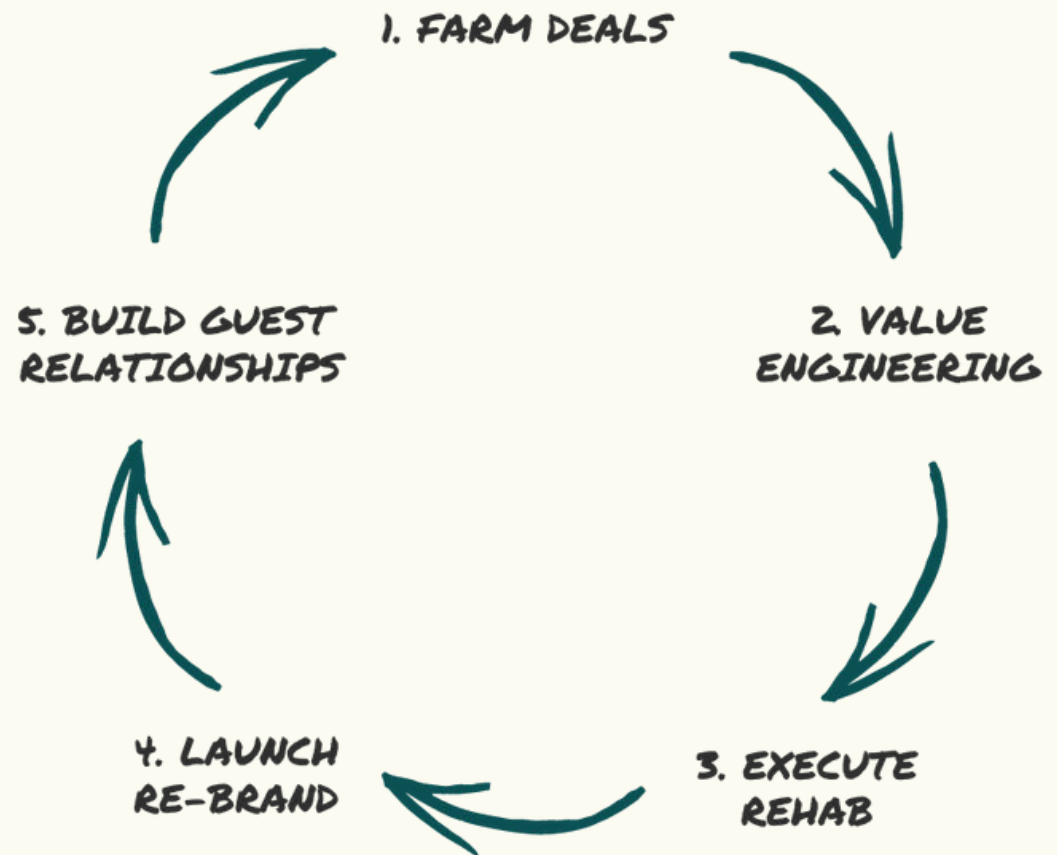 1. FARM DEALS
2. VALUE
ENGINEERING
3. EXECUTE
REHAB
4. LAUNCH
RE-BRAND
5. BUILD GUEST
RELATIONSHIPS